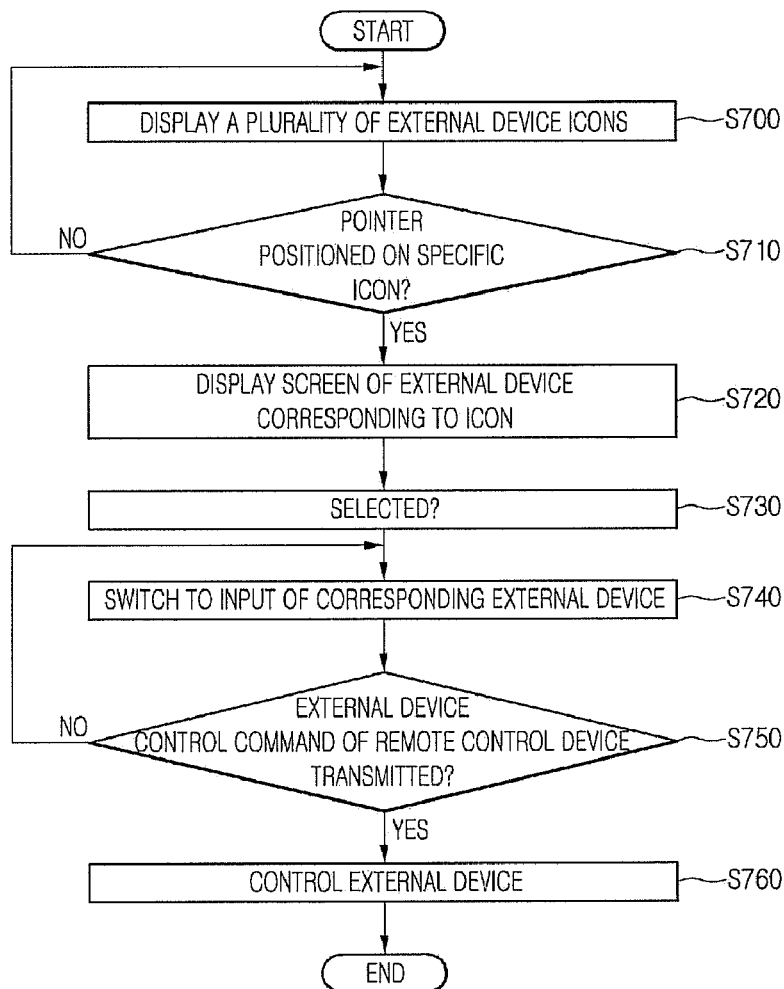 START
DISPLAY A PLURALITY OF EXTERNAL DEVICE ICONS
S700
POINTER
POSITIONED ON SPECIFIC
ICON?
NO
S710
YES
DISPLAY SCREEN OF EXTERNAL DEVICE
CORRESPONDING TO ICON
S720
SELECTED?
S730
SWITCH TO INPUT OF CORRESPONDING EXTERNAL DEVICE
S740
EXTERNAL DEVICE
CONTROL COMMAND OF REMOTE CONTROL DEVICE
TRANSMITTED?
NO
S750
YES
CONTROL EXTERNAL DEVICE
S760
END